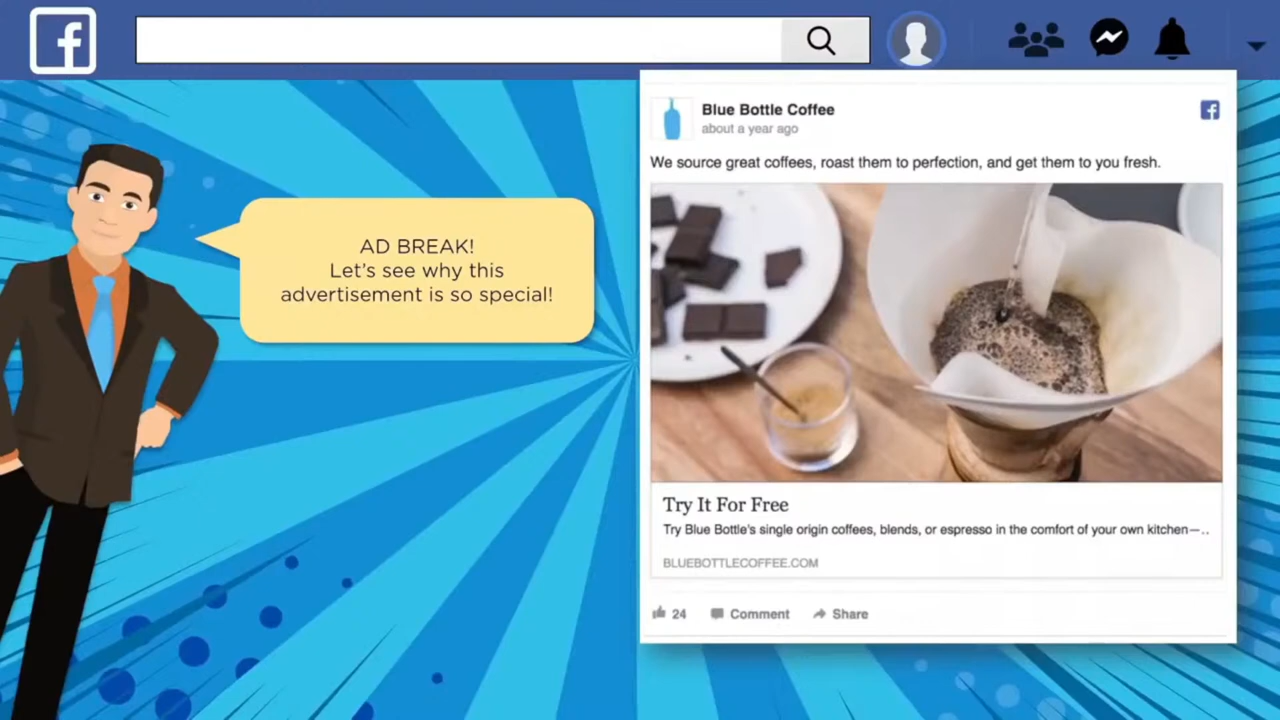 AD BREAK!
Let's see why this
advertisement is so special!
Blue Bottle Coffee
about a year ago
We source great coffees, roast them to perfection, and get them to you fresh.
Try It For Free
Try Blue Bottle's single origin coffees, blends, or espresso in the comfort of your own kitchen—..
BLUEBOTTLECOFFEE.COM
24 Comment Share